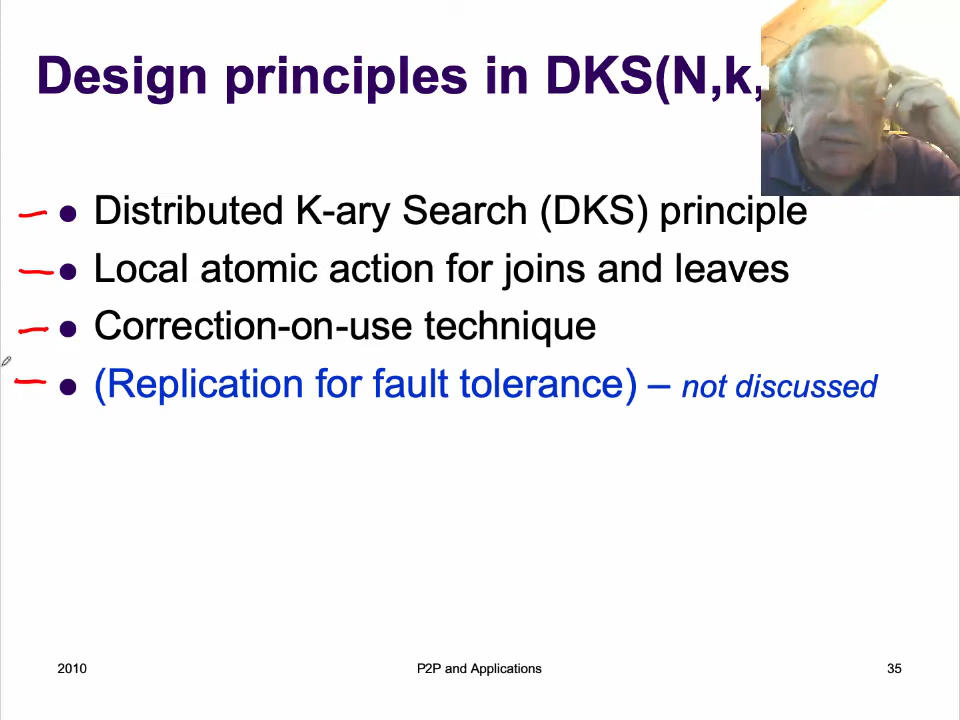 Design principles in DKS(N,k,
● Distributed K-ary Search (DKS) principle
● Local atomic action for joins and leaves
● Correction-on-use technique
● (Replication for fault tolerance) – not discussed
2010 P2P and Applications 35